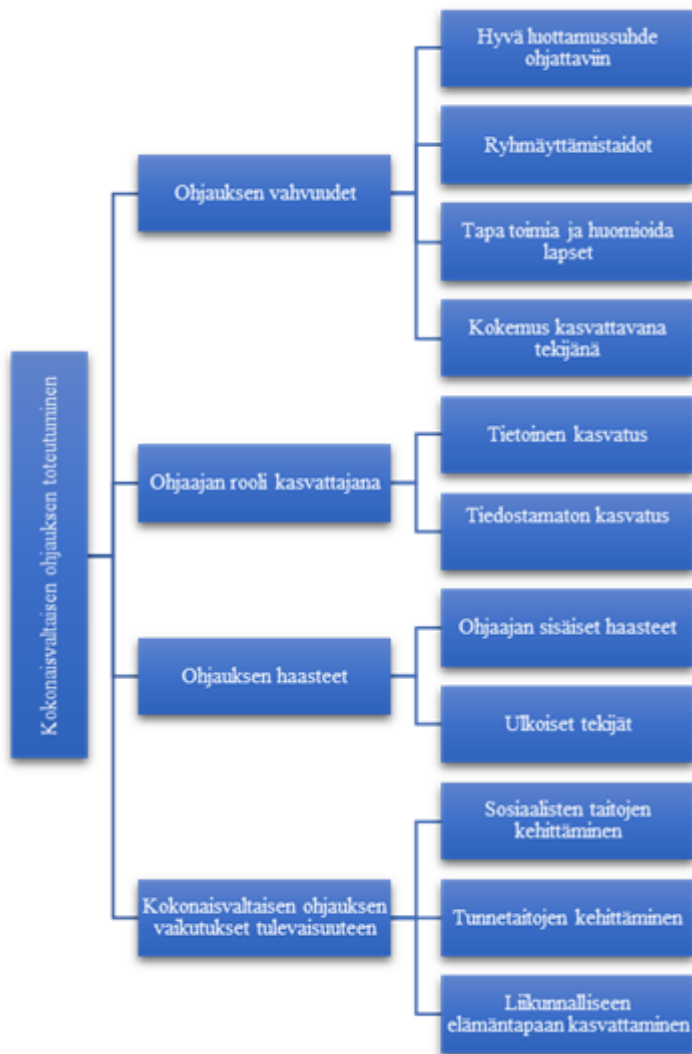 Kokonaisvaltaisen ohjauksen toteutuminen
Ohjauksen vahvuudet
Hyvä luottamussuhde
ohjattaviin
Ryhmäyttämistaidot
Tapa toimia ja huomioida
lapset
Kokemus kasvattavana
tekijänä
Ohjaajan rooli kasvattajana
Tietoinen kasvatus
Tiedostamaton kasvatus
Ohjauksen haasteet
Ohjaajan sisäiset haasteet
Ulkoiset tekijät
Kokonaisvaltaisen ohjauksen
vaikutukset tulevaisuuteen
Sosiaalisten taitojen
kehittäminen
Tunnetaitojen kehittäminen
Liikunnalliseen
elämäntapaan kasvattaminen